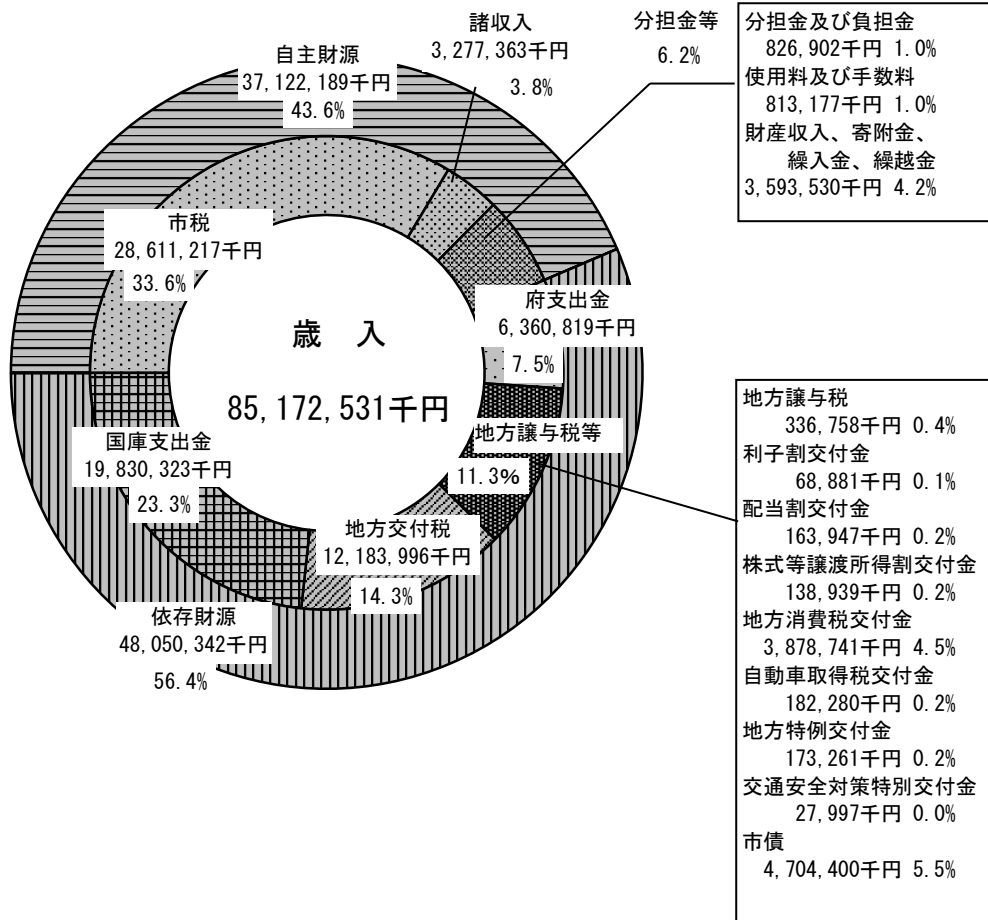 自主財源
37,122,189千円
43.6%
諸収入
3,277,363千円
3.8%
分担金等
6.2%
分担金及び負担金
826,902千円 1.0%
使用料及び手数料
813,177千円 1.0%
財産収入、寄附金、
繰入金、繰越金
3,593,530千円 4.2%
市税
28,611,217千円
33.6%
歳 入
85,172,531千円
府支出金
6,360,819千円
7.5%
地方譲与税等
11.3%
国庫支出金
19,830,323千円
23.3%
地方交付税
12,183,996千円
14.3%
依存財源
48,050,342千円
56.4%
地方譲与税
336,758千円 0.4%
利子割交付金
68,881千円 0.1%
配当割交付金
163,947千円 0.2%
株式等譲渡所得割交付金
138,939千円 0.2%
地方消費税交付金
3,878,741千円 4.5%
自動車取得税交付金
182,280千円 0.2%
地方特例交付金
173,261千円 0.2%
交通安全対策特別交付金
27,997千円 0.0%
市債
4,704,400千円 5.5%